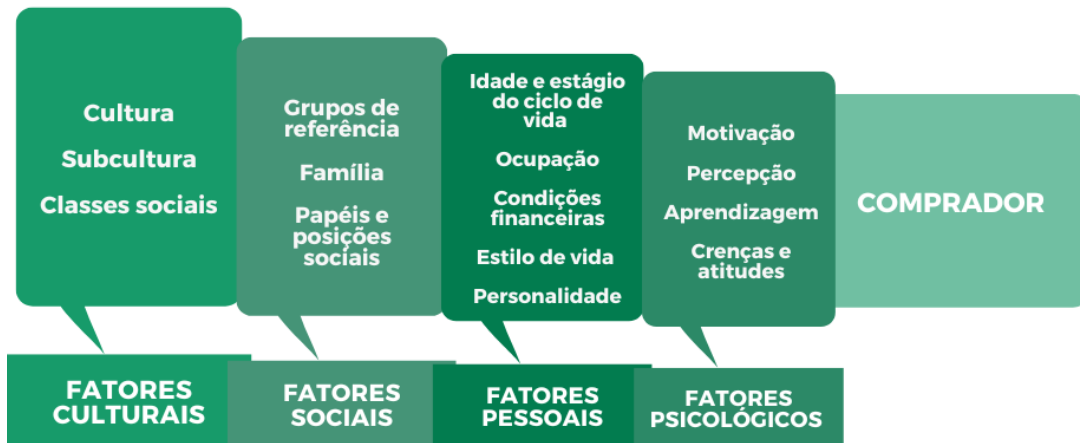 Cultura
Subcultura
Classes sociais
FATORES
CULTURAIS
Grupos de
referência
Família
Papéis e
posições
sociais
FATORES
SOCIAIS
Idade e estágio
do ciclo de
vida
Ocupação
Condições
financeiras
Estilo de vida
Personalidade
FATORES
PESSOAIS
Motivação
Percepção
Aprendizagem
Crenças e
atitudes
FATORES
PSICOLÓGICOS
COMPRADOR